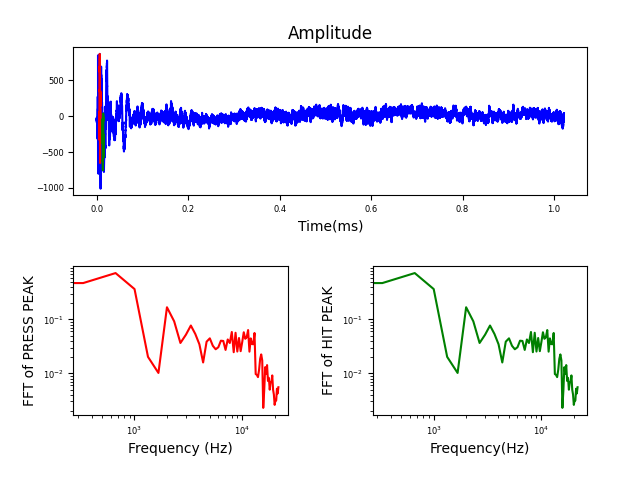 Amplitude
500
0
−500
−1000
0.0 0.2 0.4 0.6 0.8 1.0
Time(ms)
FFT of PRESS PEAK
10⁻¹
10⁻²
10³ 10⁴
Frequency (Hz)
FFT of HIT PEAK
10⁻¹
10⁻²
10³ 10⁴
Frequency(Hz)